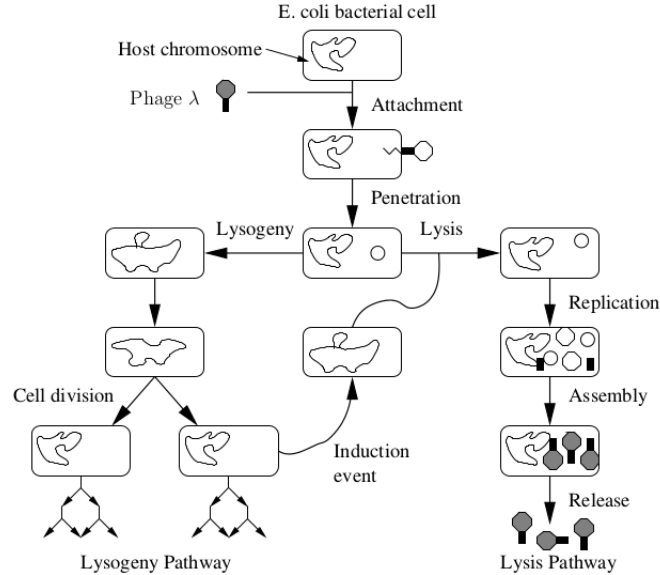 E. coli bacterial cell
Host chromosome
Phage λ
Attachment
Penetration
Lysogeny
Lysis
Replication
Cell division
Assembly
Induction
event
Release
Lysogeny Pathway
Lysis Pathway